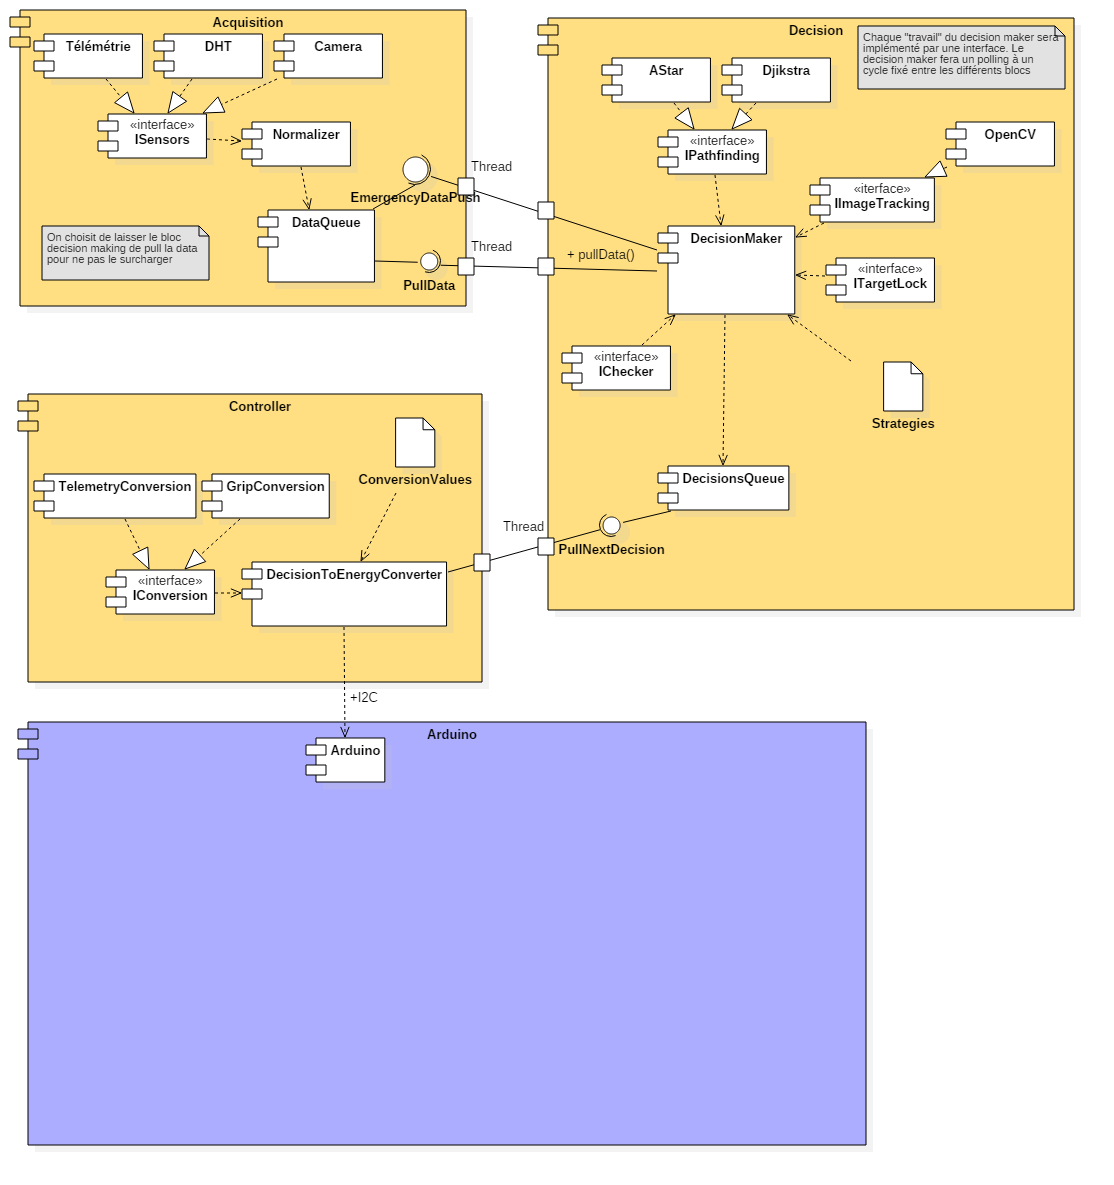 Acquisition
Télémétrie
DHT
Camera
«interface»
ISensors
Normalizer
EmergencyDataPush
DataQueue
PullData
On choisit de laisser le bloc
decision making de pull la data
pour ne pas le surcharger
Thread
Thread
+ pullData()
Decision
Chaque "travail" du decision maker sera
implémenté par une interface. Le
decision maker fera un polling à un
cycle fixé entre les différents blocs
AStar
Djikstra
«interface»
IPathfinding
OpenCV
«iterface»
IImageTracking
DecisionMaker
«interface»
ITargetLock
«interface»
IChecker
Strategies
DecisionsQueue
PullNextDecision
Thread
Controller
ConversionValues
TelemetryConversion
GripConversion
«interface»
IConversion
DecisionToEnergyConverter
+I2C
Arduino
Arduino